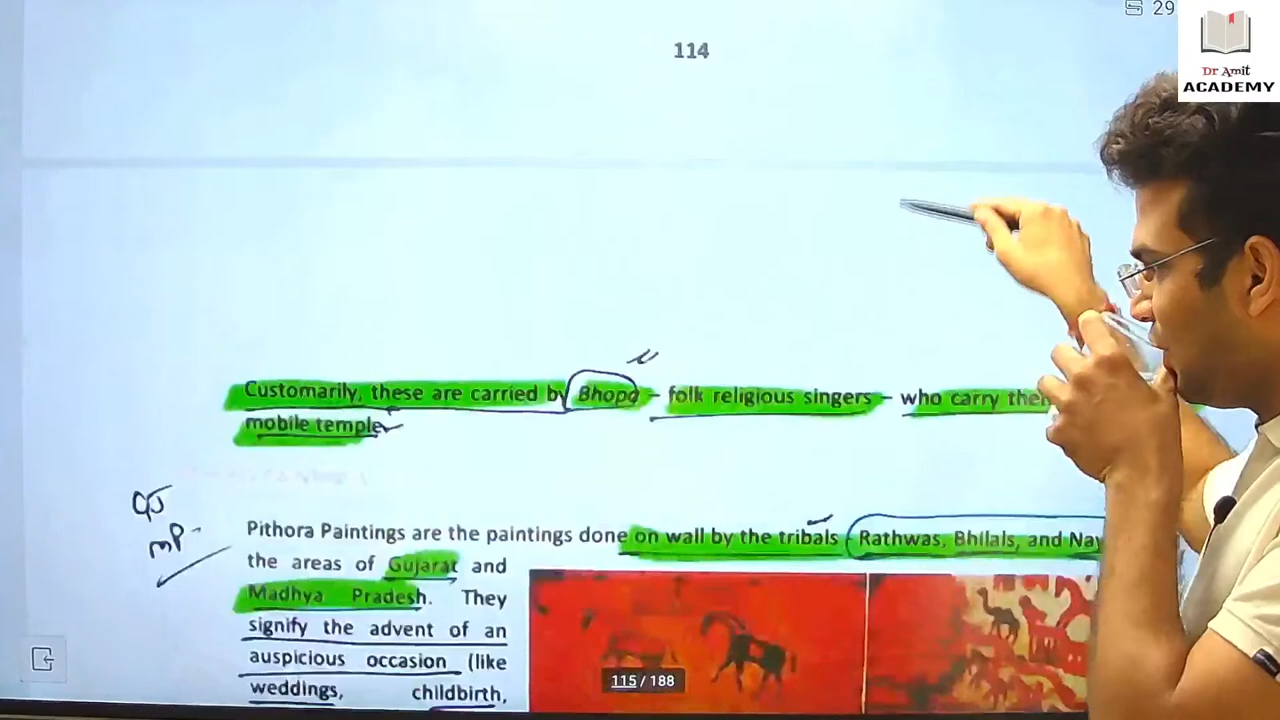 29
Dr Amit
ACADEMY
114
Customarily, these are carried by Bhopa – folk religious singers – who carry
mobile temple
GJ
MP
Pithora Paintings are the paintings done on wall by the tribals Rathwas, Bhilals, and
the areas of Gujarat and
Madhya Pradesh. They
signify the advent of an
auspicious occasion (like
weddings, childbirth,
115 / 188